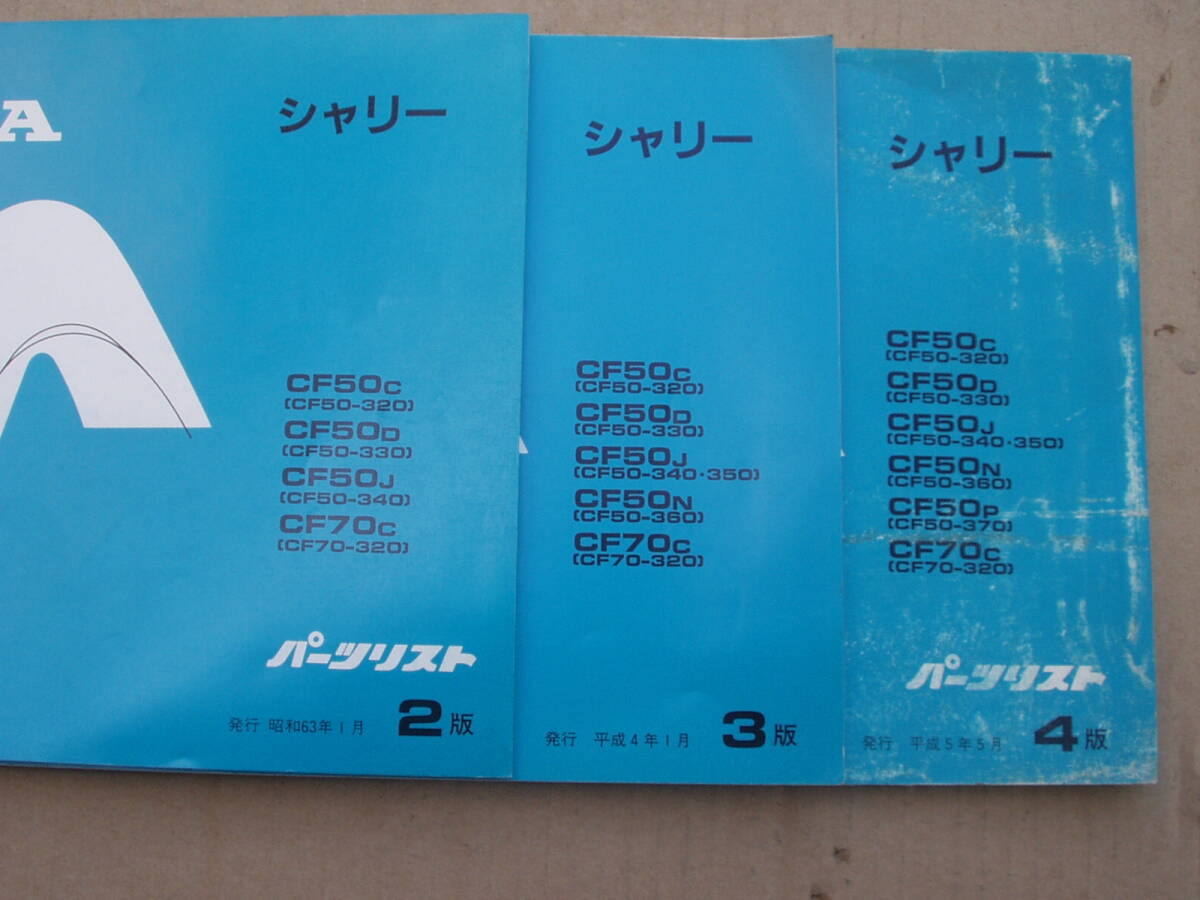 A
シャリー
CF50C
(CF50-320)
CF50D
(CF50-330)
CF50J
(CF50-340)
CF70C
(CF70-320)
パーツリスト
発行 昭和63年1月 2版
シャリー
CF50C
(CF50-320)
CF50D
(CF50-330)
CF50J
(CF50-340・350)
CF50N
(CF50-360)
CF70C
(CF70-320)
発行 平成4年1月 3版
シャリー
CF50C
(CF50-320)
CF50D
(CF50-330)
CF50J
(CF50-340・350)
CF50N
(CF50-360)
CF50P
(CF50-370)
CF70C
(CF70-320)
パーツリスト
発行 平成5年5月 4版